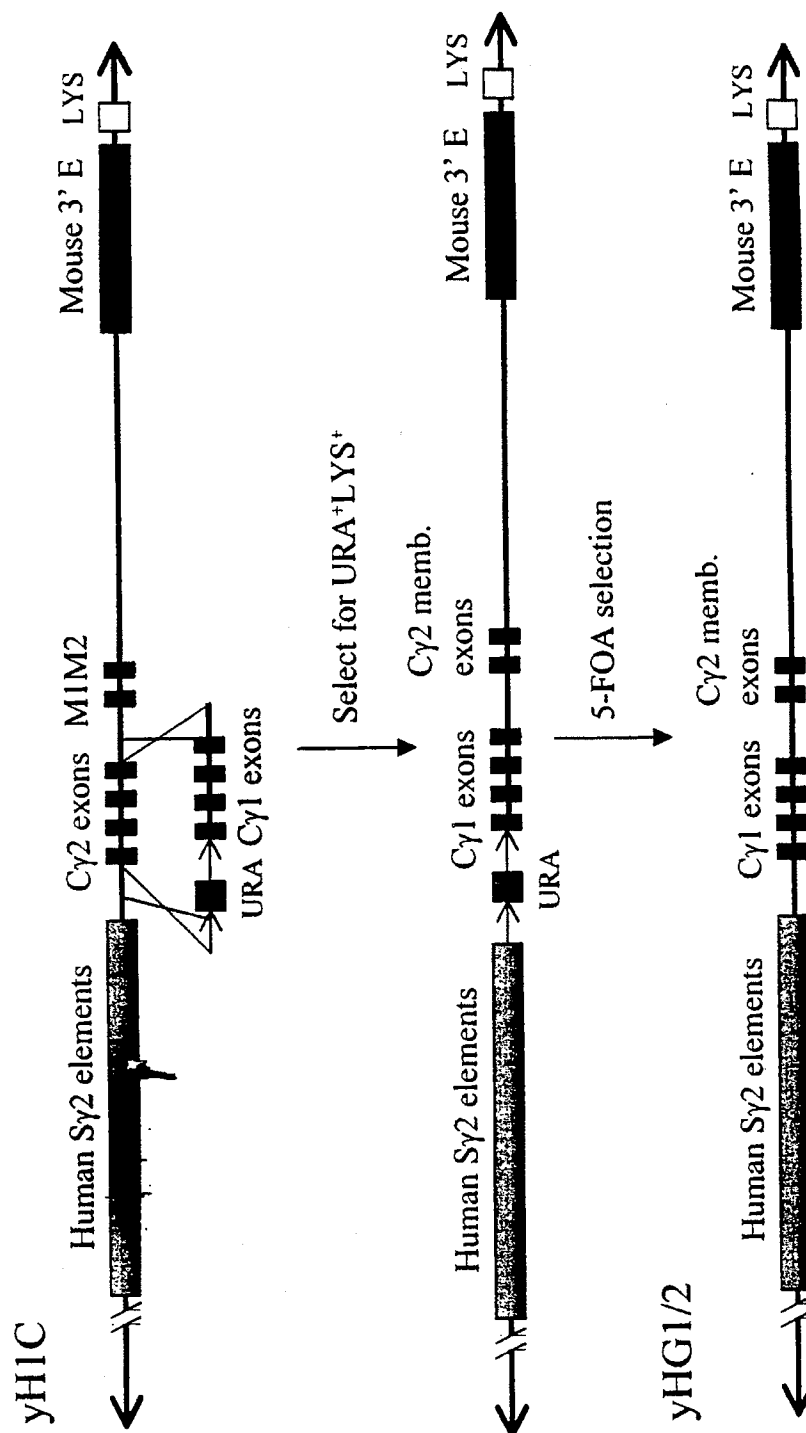 yH1C
Human Sγ2 elements
Cγ2 exons
M1M2
Mouse 3' E
LYS
URA Cγ1 exons
Select for URA⁺LYS⁺
Human Sγ2 elements
URA
Cγ1 exons
Cγ2 memb.
exons
Mouse 3' E
LYS
5-FOA selection
yHG1/2
Human Sγ2 elements
Cγ1 exons
Cγ2 memb.
exons
Mouse 3' E
LYS